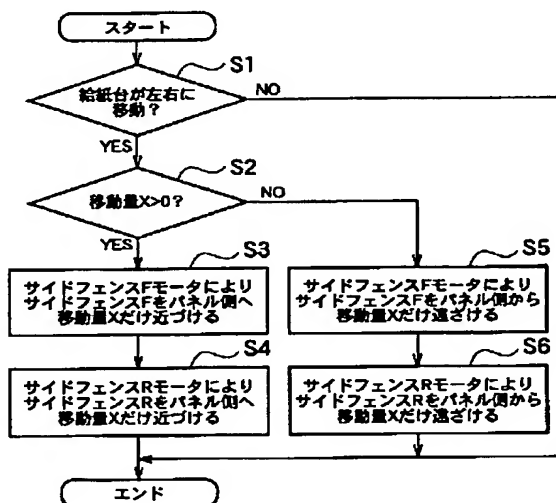 スタート
S1
給紙台が左右に
移動?
NO
YES
S2
移動量X>0?
NO
YES
S3
サイドフェンスFモータにより
サイドフェンスFをパネル側へ
移動量Xだけ近づける
S5
サイドフェンスFモータにより
サイドフェンスFをパネル側から
移動量Xだけ遠ざける
S4
サイドフェンスRモータにより
サイドフェンスRをパネル側へ
移動量Xだけ近づける
S6
サイドフェンスRモータにより
サイドフェンスRをパネル側から
移動量Xだけ遠ざける
エンド